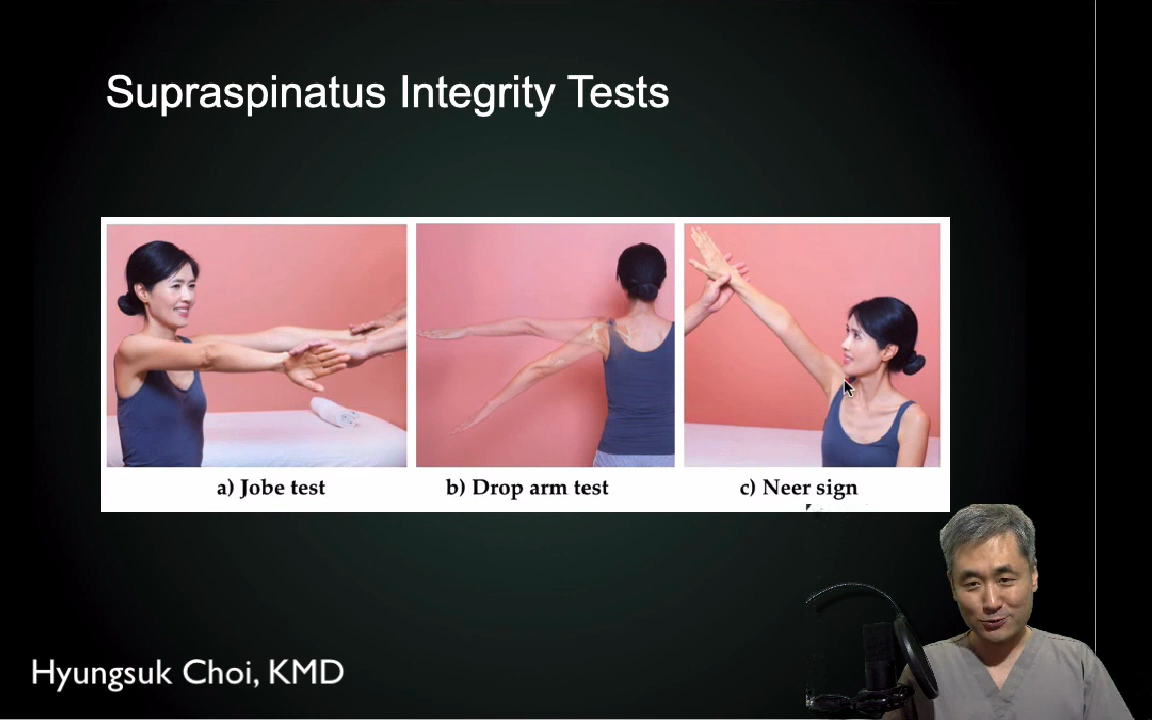 Supraspinatus Integrity Tests
a) Jobe test
b) Drop arm test
c) Neer sign
Hyungsuk Choi, KMD